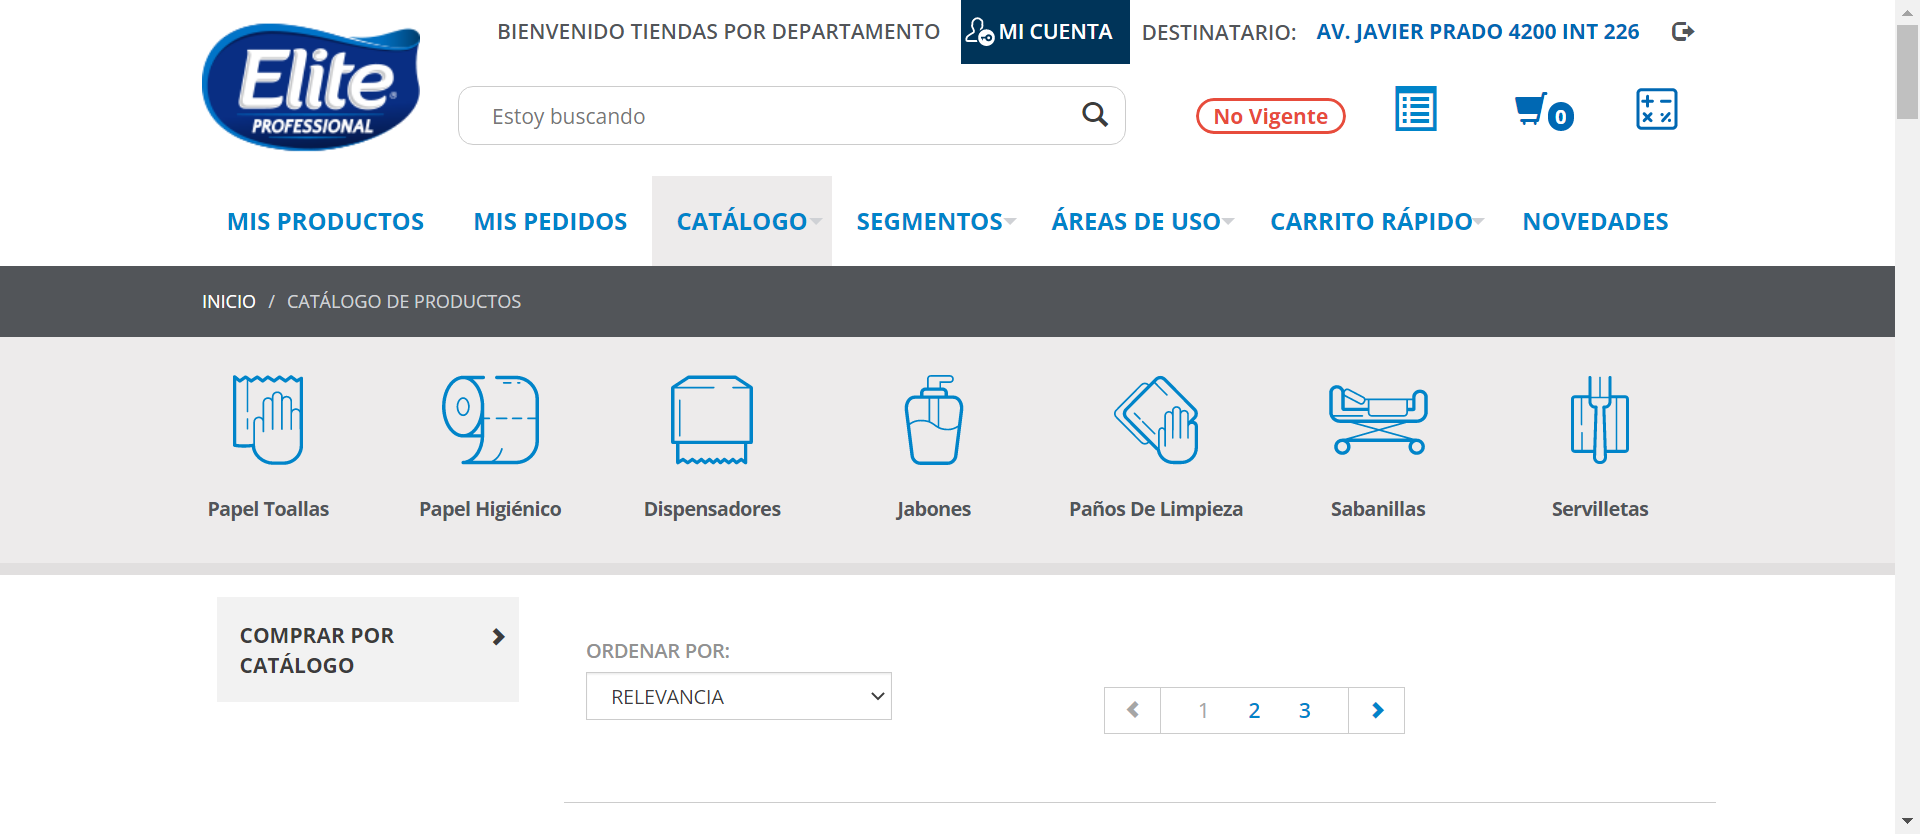 BIENVENIDO TIENDAS POR DEPARTAMENTO
MI CUENTA
DESTINATARIO:
AV. JAVIER PRADO 4200 INT 226
Elite®
PROFESSIONAL
Estoy buscando
No Vigente
0
MIS PRODUCTOS
MIS PEDIDOS
CATÁLOGO
SEGMENTOS
ÁREAS DE USO
CARRITO RÁPIDO
NOVEDADES
INICIO / CATÁLOGO DE PRODUCTOS
Papel Toallas
Papel Higiénico
Dispensadores
Jabones
Paños De Limpieza
Sabanillas
Servilletas
COMPRAR POR
CATÁLOGO
ORDENAR POR:
RELEVANCIA
1 2 3